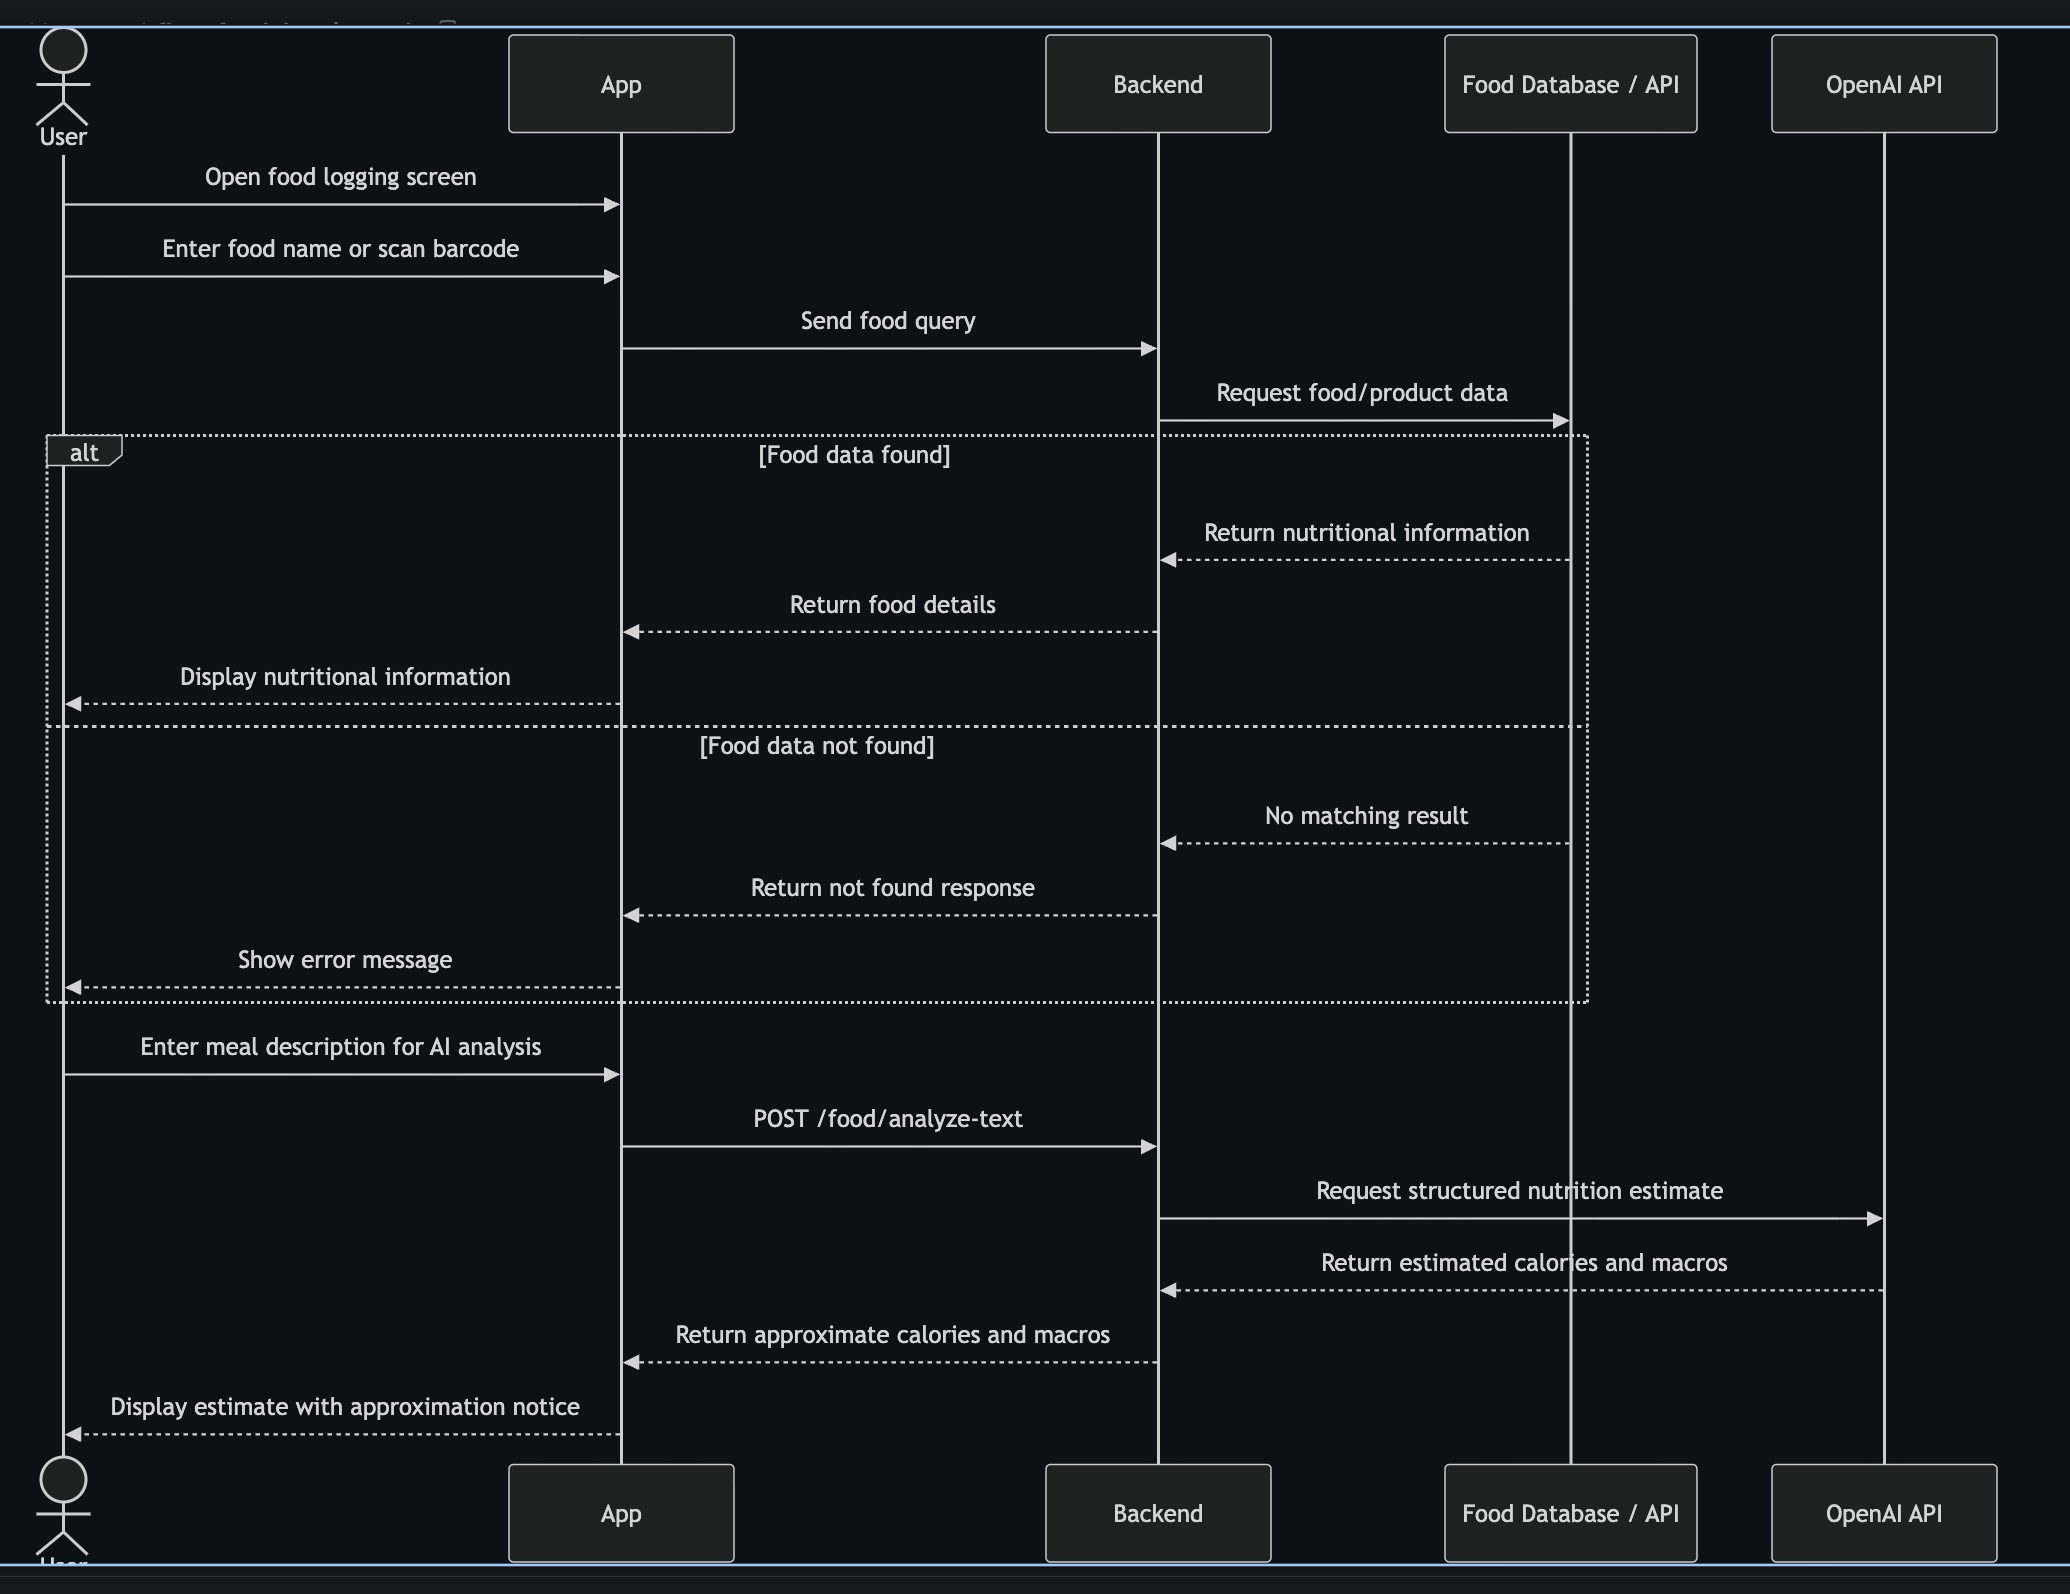 User
App
Backend
Food Database / API
OpenAI API
Open food logging screen
Enter food name or scan barcode
Send food query
Request food/product data
alt
[Food data found]
Return nutritional information
Return food details
Display nutritional information
[Food data not found]
No matching result
Return not found response
Show error message
Enter meal description for AI analysis
POST /food/analyze-text
Request structured nutrition estimate
Return estimated calories and macros
Return approximate calories and macros
Display estimate with approximation notice
App
Backend
Food Database / API
OpenAI API
User